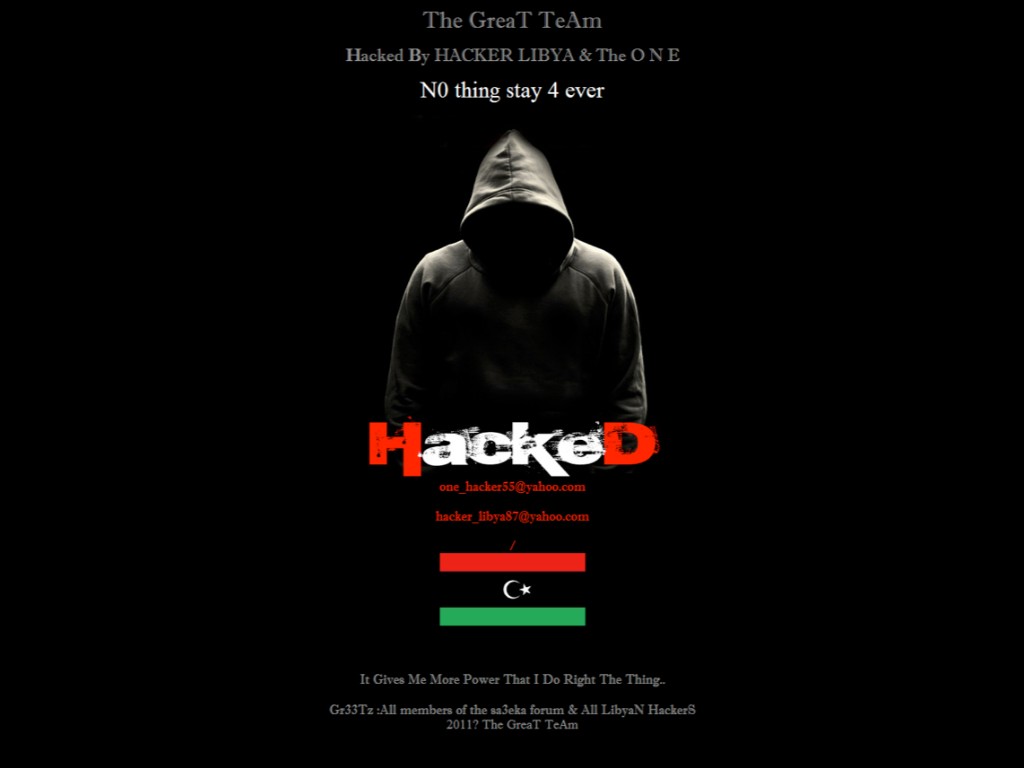 The GreaT TeAm
Hacked By HACKER LIBYA & The O N E
N0 thing stay 4 ever
HackeD
one_hacker55@yahoo.com
hacker_libya87@yahoo.com
/
It Gives Me More Power That I Do Right The Thing..
Gr33Tz :All members of the sa3eka forum & All LibyaN HackerS
2011? The GreaT TeAm